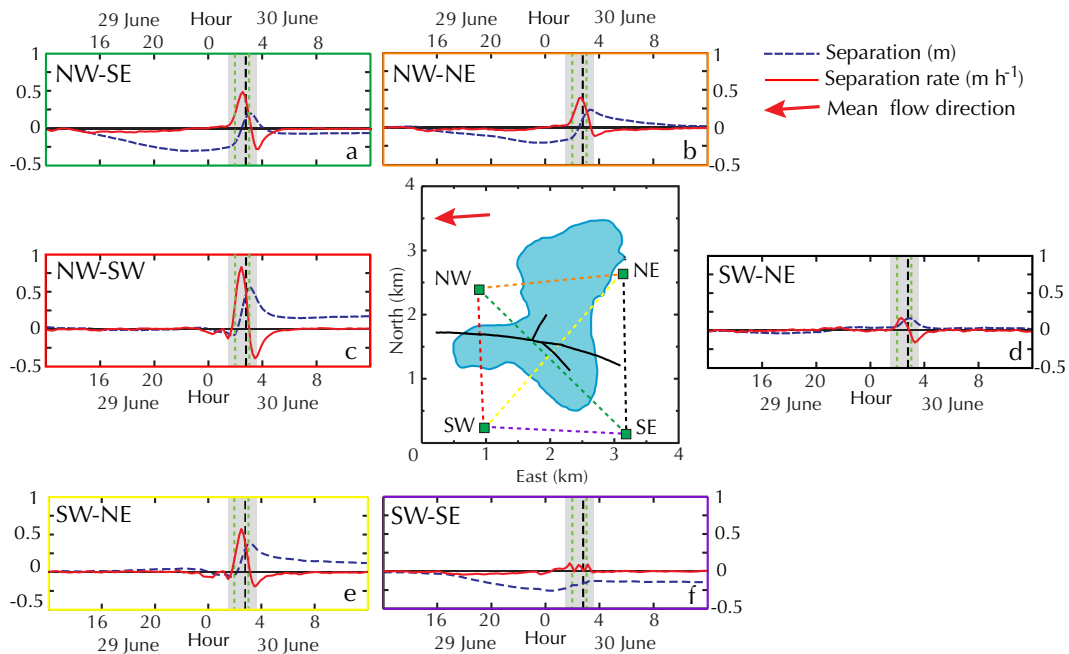 29 June Hour 30 June
16 20 0 4 8
29 June Hour 30 June
16 20 0 4 8
Separation (m)
Separation rate (m h-1)
Mean flow direction
1
0.5
0
-0.5
NW-SE
a
NW-NE
b
1
0.5
0
-0.5
1
0.5
0
-0.5
NW-SW
c
16 20 0 4 8
29 June Hour 30 June
4
3
2
1
0
North (km)
NW
NE
SW
SE
1 2 3 4
East (km)
SW-NE
d
1
0.5
0
-0.5
16 20 0 4 8
29 June Hour 30 June
1
0.5
0
-0.5
SW-NE
e
16 20 0 4 8
29 June Hour 30 June
SW-SE
f
1
0.5
0
-0.5
16 20 0 4 8
29 June Hour 30 June